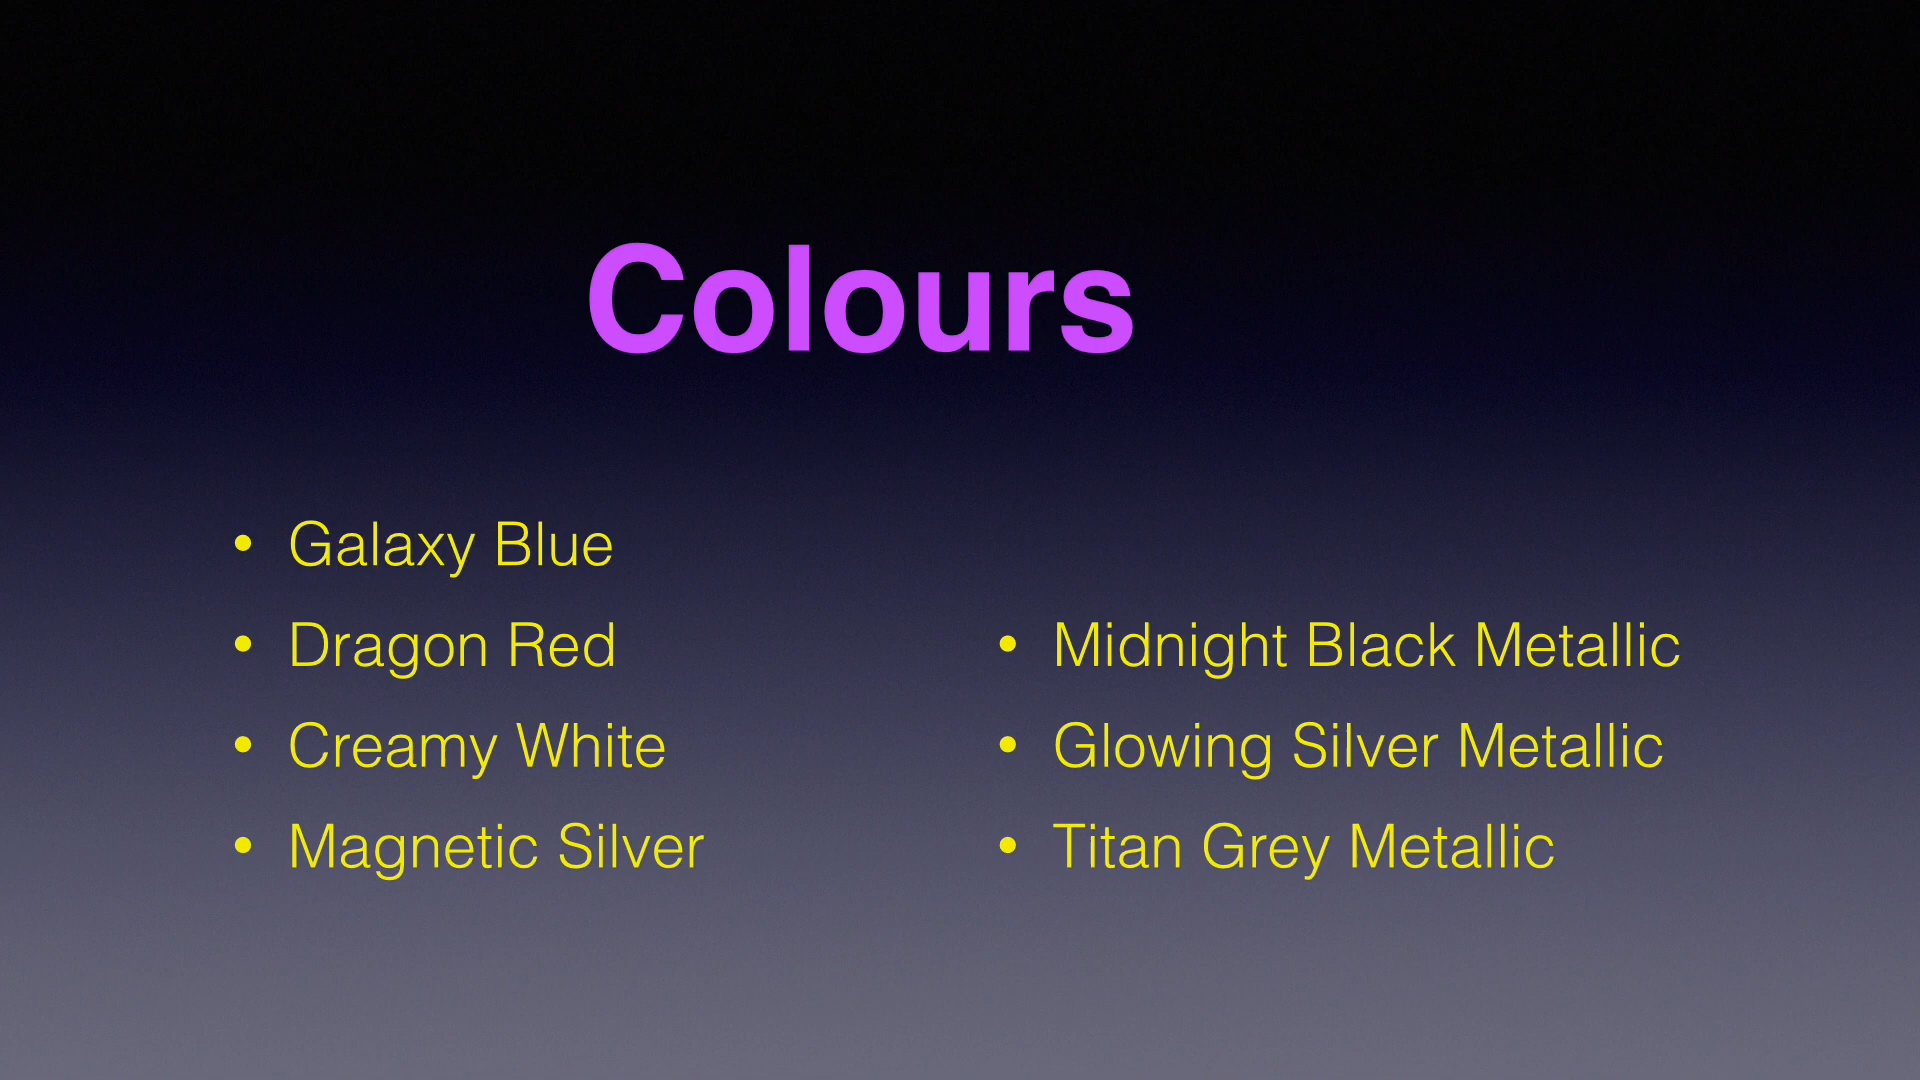 Colours
• Galaxy Blue
• Dragon Red
• Creamy White
• Magnetic Silver
• Midnight Black Metallic
• Glowing Silver Metallic
• Titan Grey Metallic